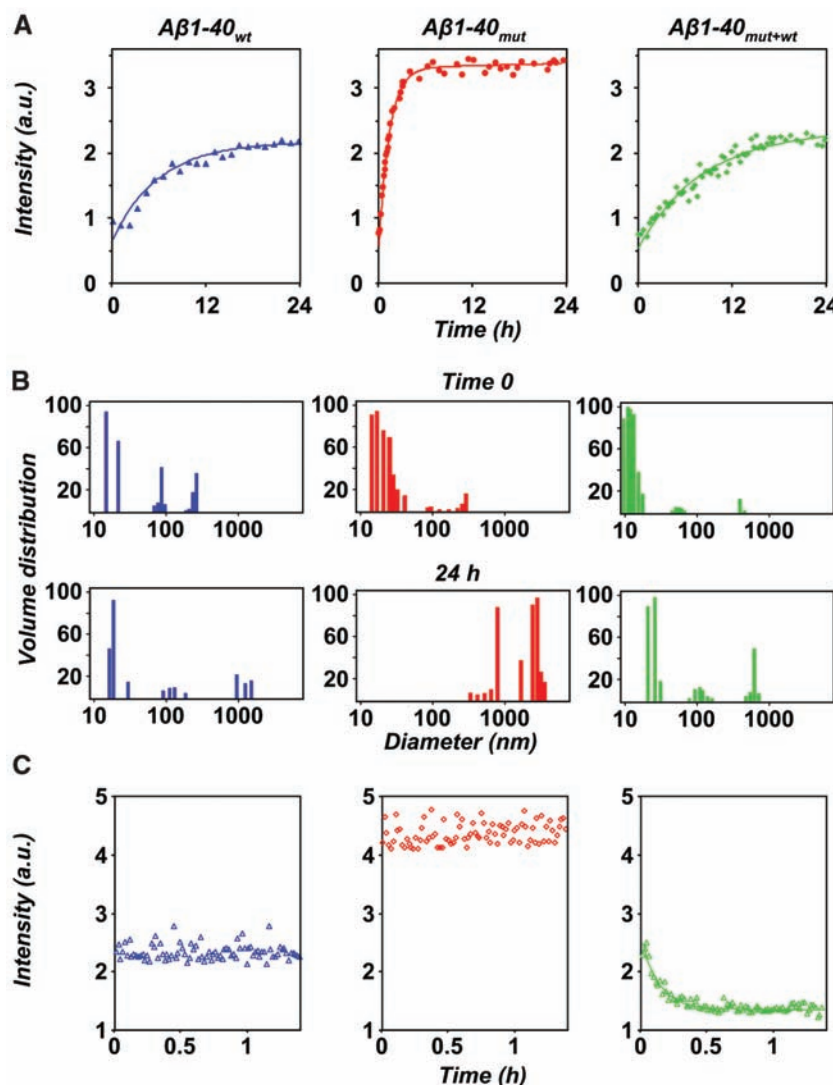 A
Aβ1-40wt
Aβ1-40mut
Aβ1-40mut+wt
Intensity (a.u.)
3
2
1
0
0 12 24
3
2
1
0
0 12 24
3
2
1
0
0 12 24
Time (h)
B
Time 0
Volume distribution
100
60
20
10 100 1000
100
60
20
10 100 1000
100
60
20
10 100 1000
24 h
100
60
20
10 100 1000
100
60
20
10 100 1000
100
60
20
10 100 1000
Diameter (nm)
C
Intensity (a.u.)
5
4
3
2
1
0 0.5 1
5
4
3
2
1
0 0.5 1
5
4
3
2
1
0 0.5 1
Time (h)